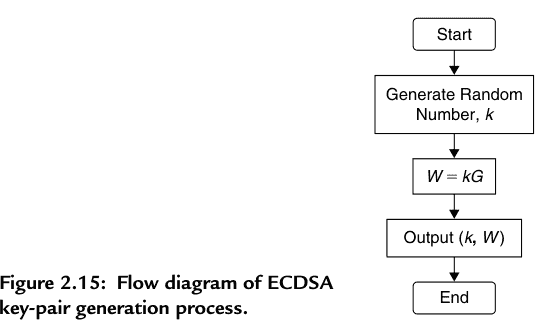 Start
Generate Random
Number, k
W = kG
Output (k, W)
End
Figure 2.15: Flow diagram of ECDSA
key-pair generation process.